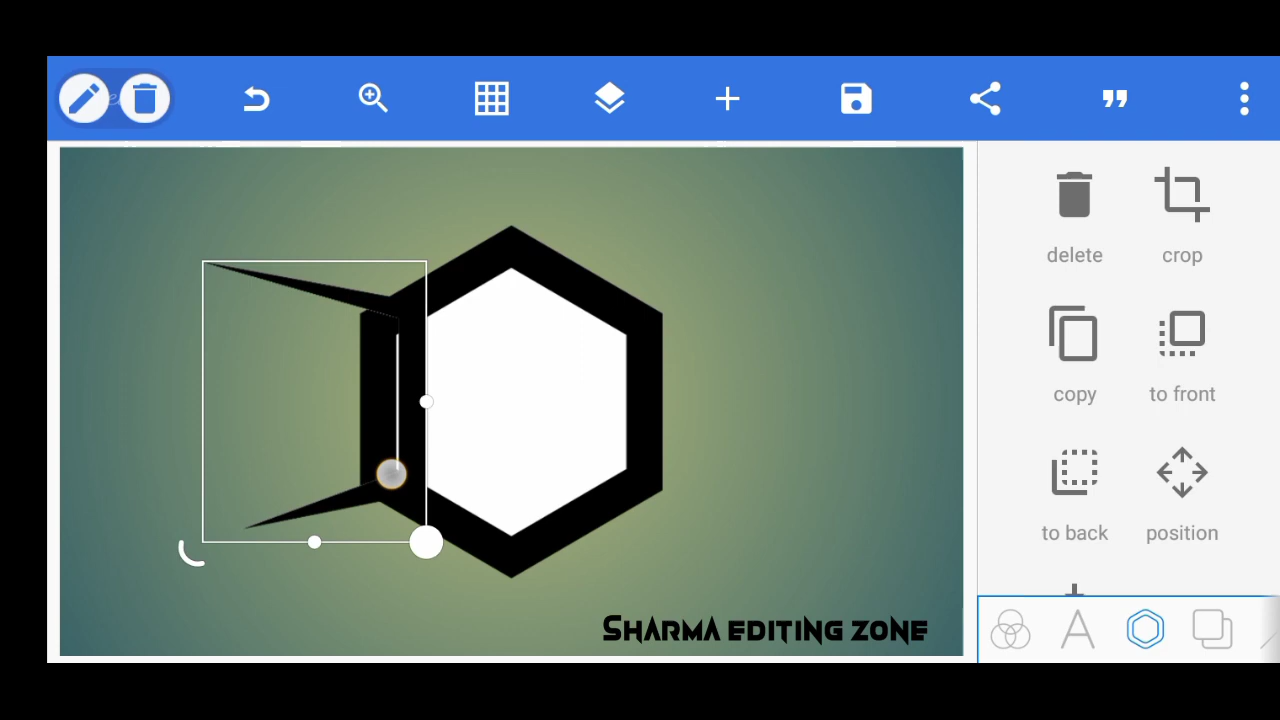 delete crop
copy to front
to back position
SHARMA EDITING ZONE